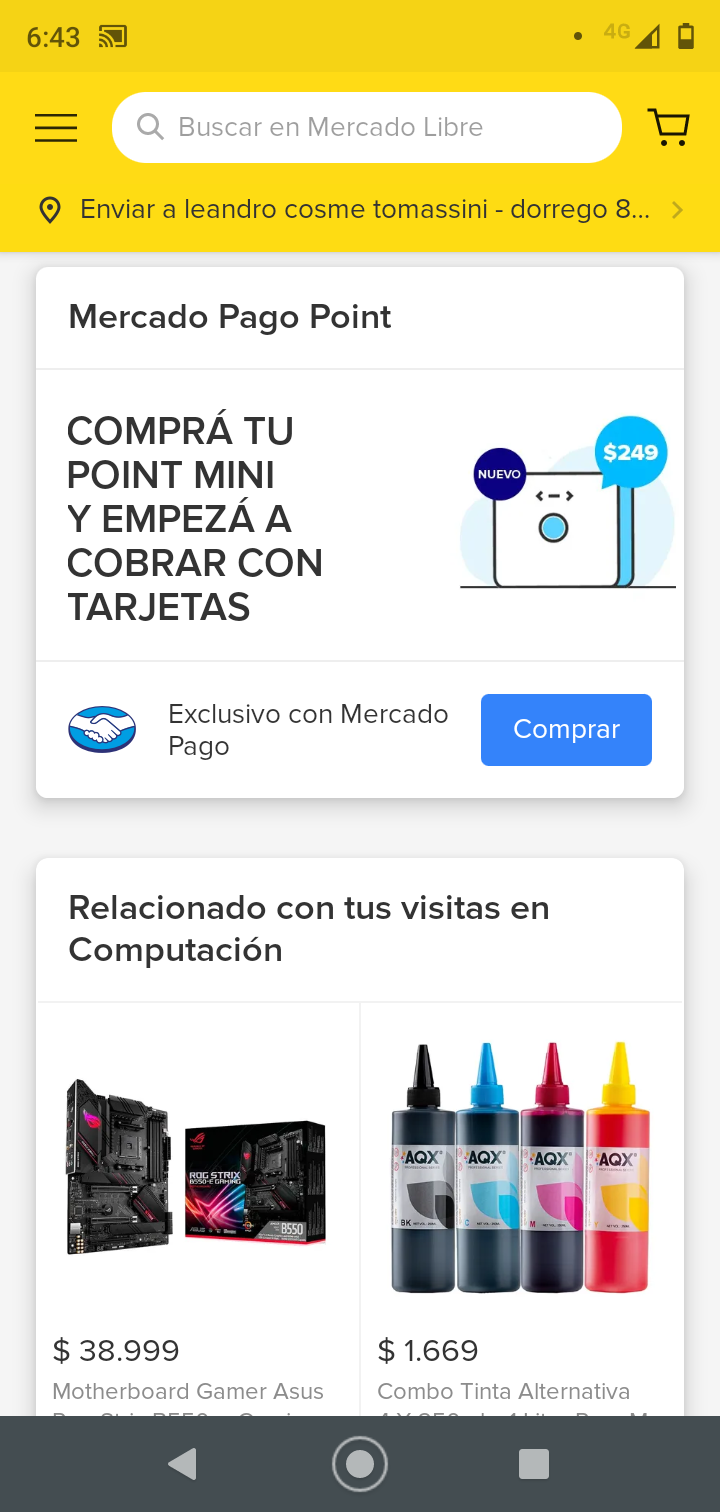 6:43
4G
Buscar en Mercado Libre
Enviar a leandro cosme tomassini - dorrego 8...
Mercado Pago Point
COMPRÁ TU
POINT MINI
Y EMPEZÁ A
COBRAR CON
TARJETAS
NUEVO
$249
Exclusivo con Mercado
Pago
Comprar
Relacionado con tus visitas en
Computación
ROG STRIX
B550-E GAMING
B550
AQX
AQX
AQX
AQX
BK
C
M
$ 38.999
$ 1.669
Motherboard Gamer Asus
Combo Tinta Alternativa